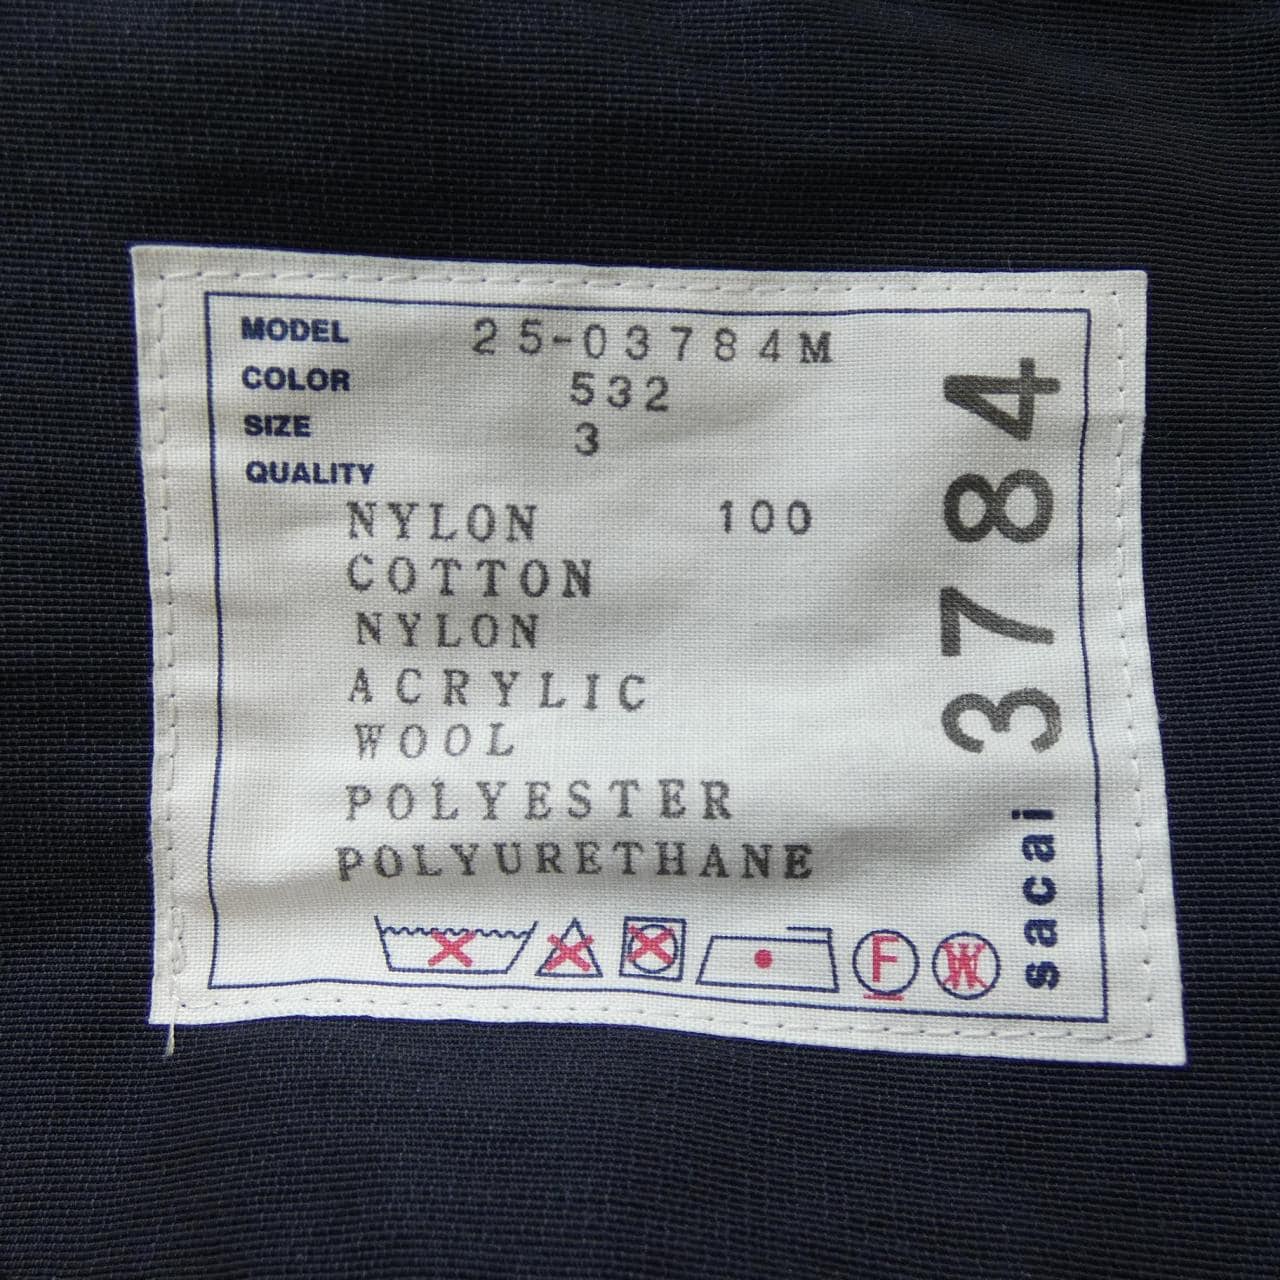 MODEL 25-03784M
COLOR 532
SIZE 3
QUALITY
NYLON 100
COTTON
NYLON
ACRYLIC
WOOL
POLYESTER
POLYURETHANE
F W
sacai 3784